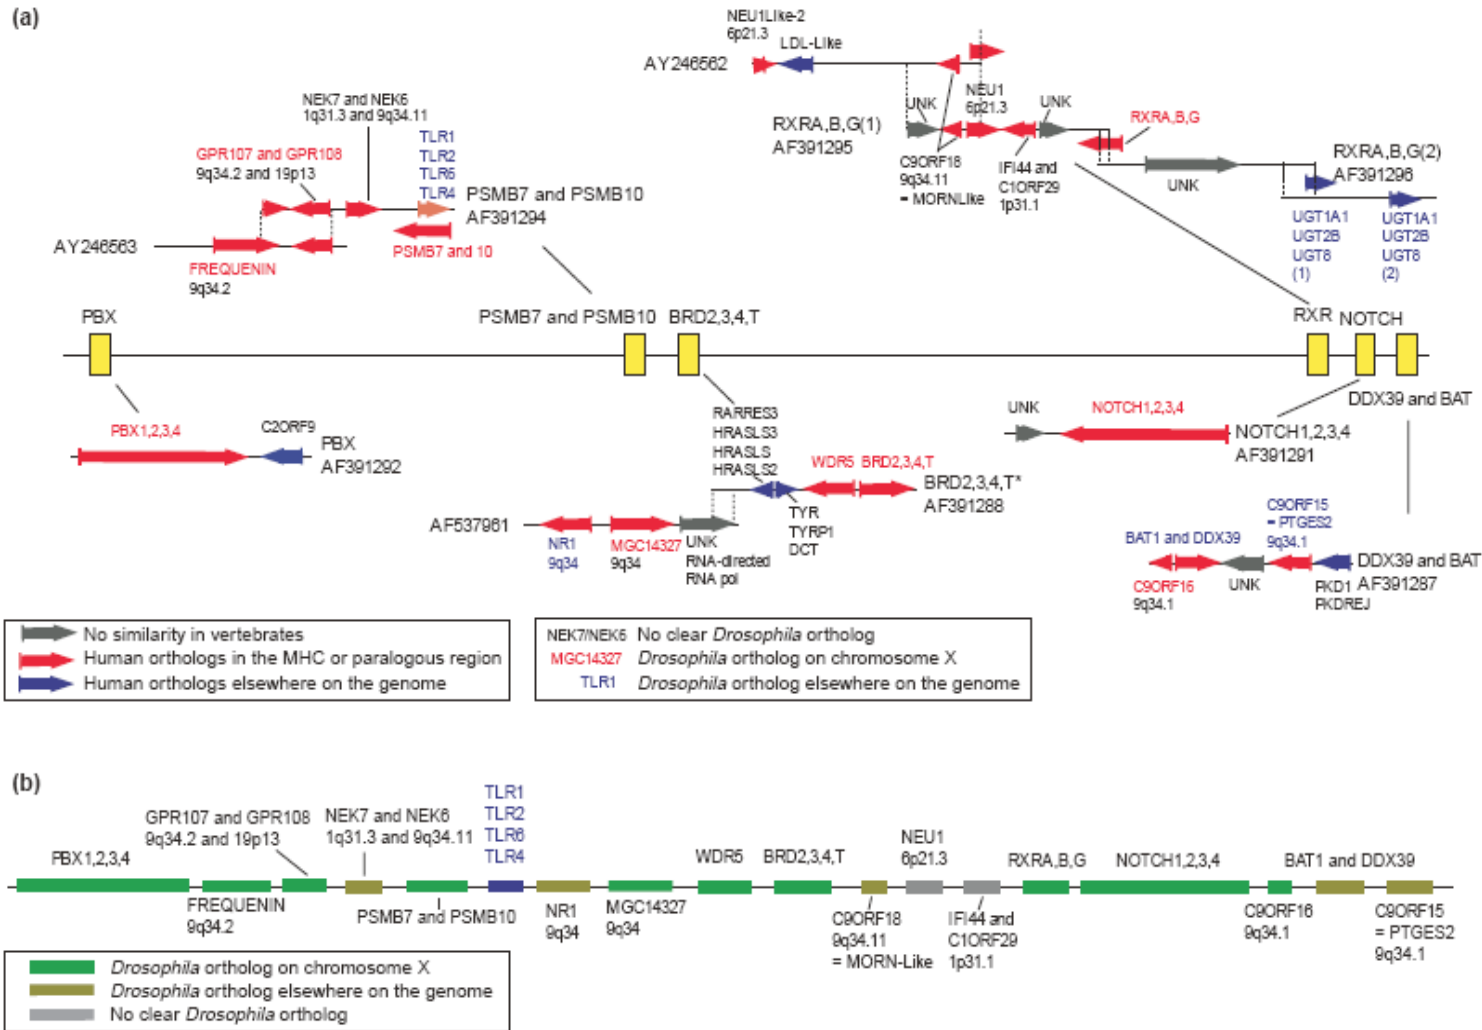 (a)
NEU1Like-2
6p21.3
LDL-Like
AY246562
NEK7 and NEK6
1q31.3 and 9q34.11
TLR1
TLR2
TLR6
TLR4
GPR107 and GPR108
9q34.2 and 19p13
PSMB7 and PSMB10
AF391294
AY246563
FREQUENIN
9q34.2
PSMB7 and 10
UNK
NEU1
6p21.3
UNK
RXRA,B,G(1)
AF391295
RXRA,B,G
C9ORF18
9q34.11
= MORNLike
IFI44 and
C1ORF29
1p31.1
UNK
RXRA,B,G(2)
AF391296
UGT1A1
UGT2B
UGT8
(1)
UGT1A1
UGT2B
UGT8
(2)
PBX
PSMB7 and PSMB10
BRD2,3,4,T
RXR
NOTCH
DDX39 and BAT
PBX1,2,3,4
C2ORF9
PBX
AF391292
RARRES3
HRASLS3
HRASLS
HRASLS2
WDR5
BRD2,3,4,T
BRD2,3,4,T*
AF391288
TYR
TYRP1
DCT
AF537961
NR1
9q34
MGC14327
9q34
UNK
RNA-directed
RNA pol
UNK
NOTCH1,2,3,4
NOTCH1,2,3,4
AF391291
C9ORF15
= PTGES2
9q34.1
BAT1 and DDX39
DDX39 and BAT
AF391287
C9ORF16
9q34.1
UNK
PKD1
PKDREJ
No similarity in vertebrates
Human orthologs in the MHC or paralogous region
Human orthologs elsewhere on the genome
NEK7/NEK6 No clear Drosophila ortholog
MGC14327 Drosophila ortholog on chromosome X
TLR1 Drosophila ortholog elsewhere on the genome
(b)
TLR1
TLR2
TLR6
TLR4
GPR107 and GPR108
9q34.2 and 19p13
NEK7 and NEK6
1q31.3 and 9q34.11
PBX1,2,3,4
WDR5
BRD2,3,4,T
NEU1
6p21.3
RXRA,B,G
NOTCH1,2,3,4
BAT1 and DDX39
FREQUENIN
9q34.2
PSMB7 and PSMB10
NR1
9q34
MGC14327
9q34
C9ORF18
9q34.11
= MORN-Like
IFI44 and
C1ORF29
1p31.1
C9ORF16
9q34.1
C9ORF15
= PTGES2
9q34.1
Drosophila ortholog on chromosome X
Drosophila ortholog elsewhere on the genome
No clear Drosophila ortholog